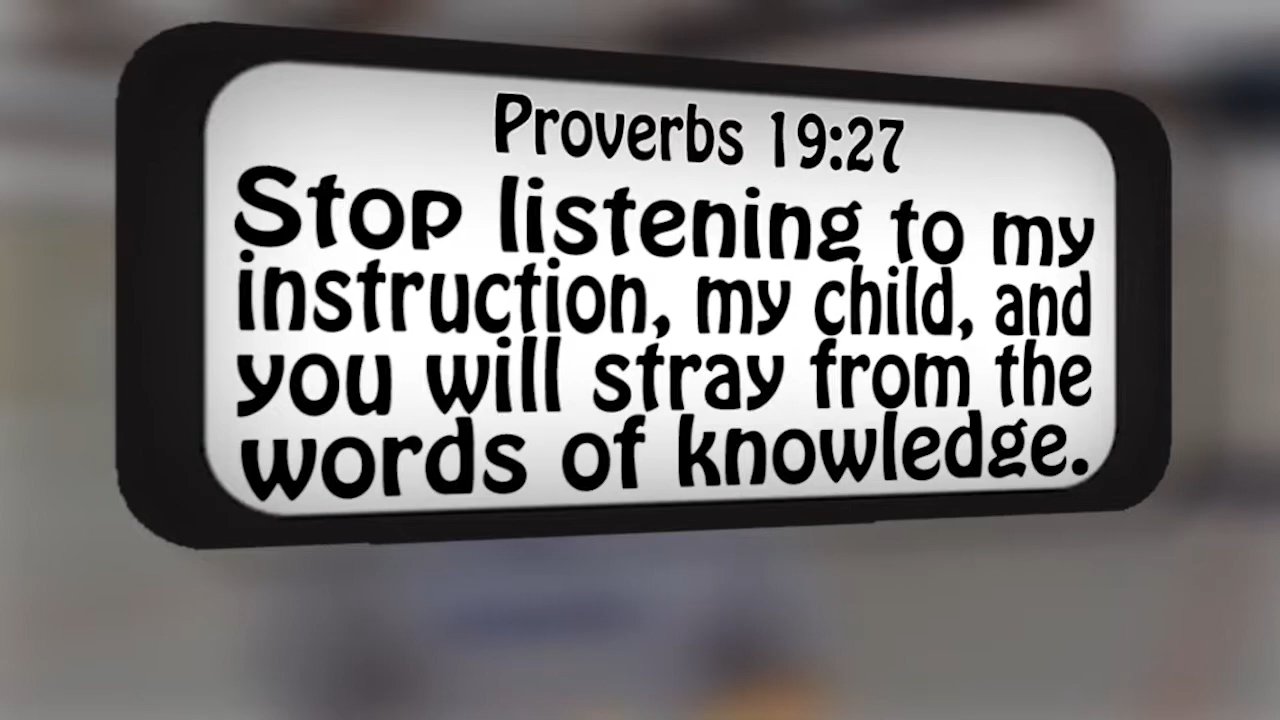 Proverbs 19:27
Stop listening to my
instruction, my child, and
you will stray from the
words of knowledge.